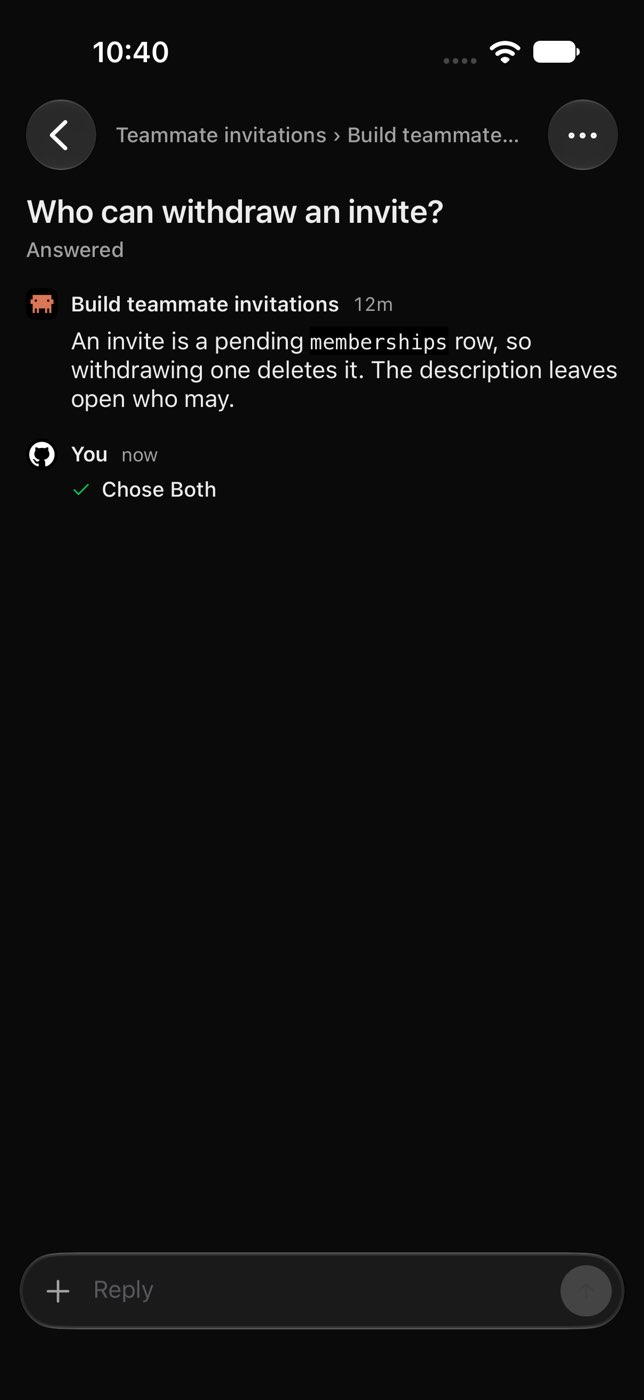 10:40
Teammate invitations › Build teammate...
Who can withdraw an invite?
Answered
Build teammate invitations 12m
An invite is a pending memberships row, so
withdrawing one deletes it. The description leaves
open who may.
You now
Chose Both
Reply